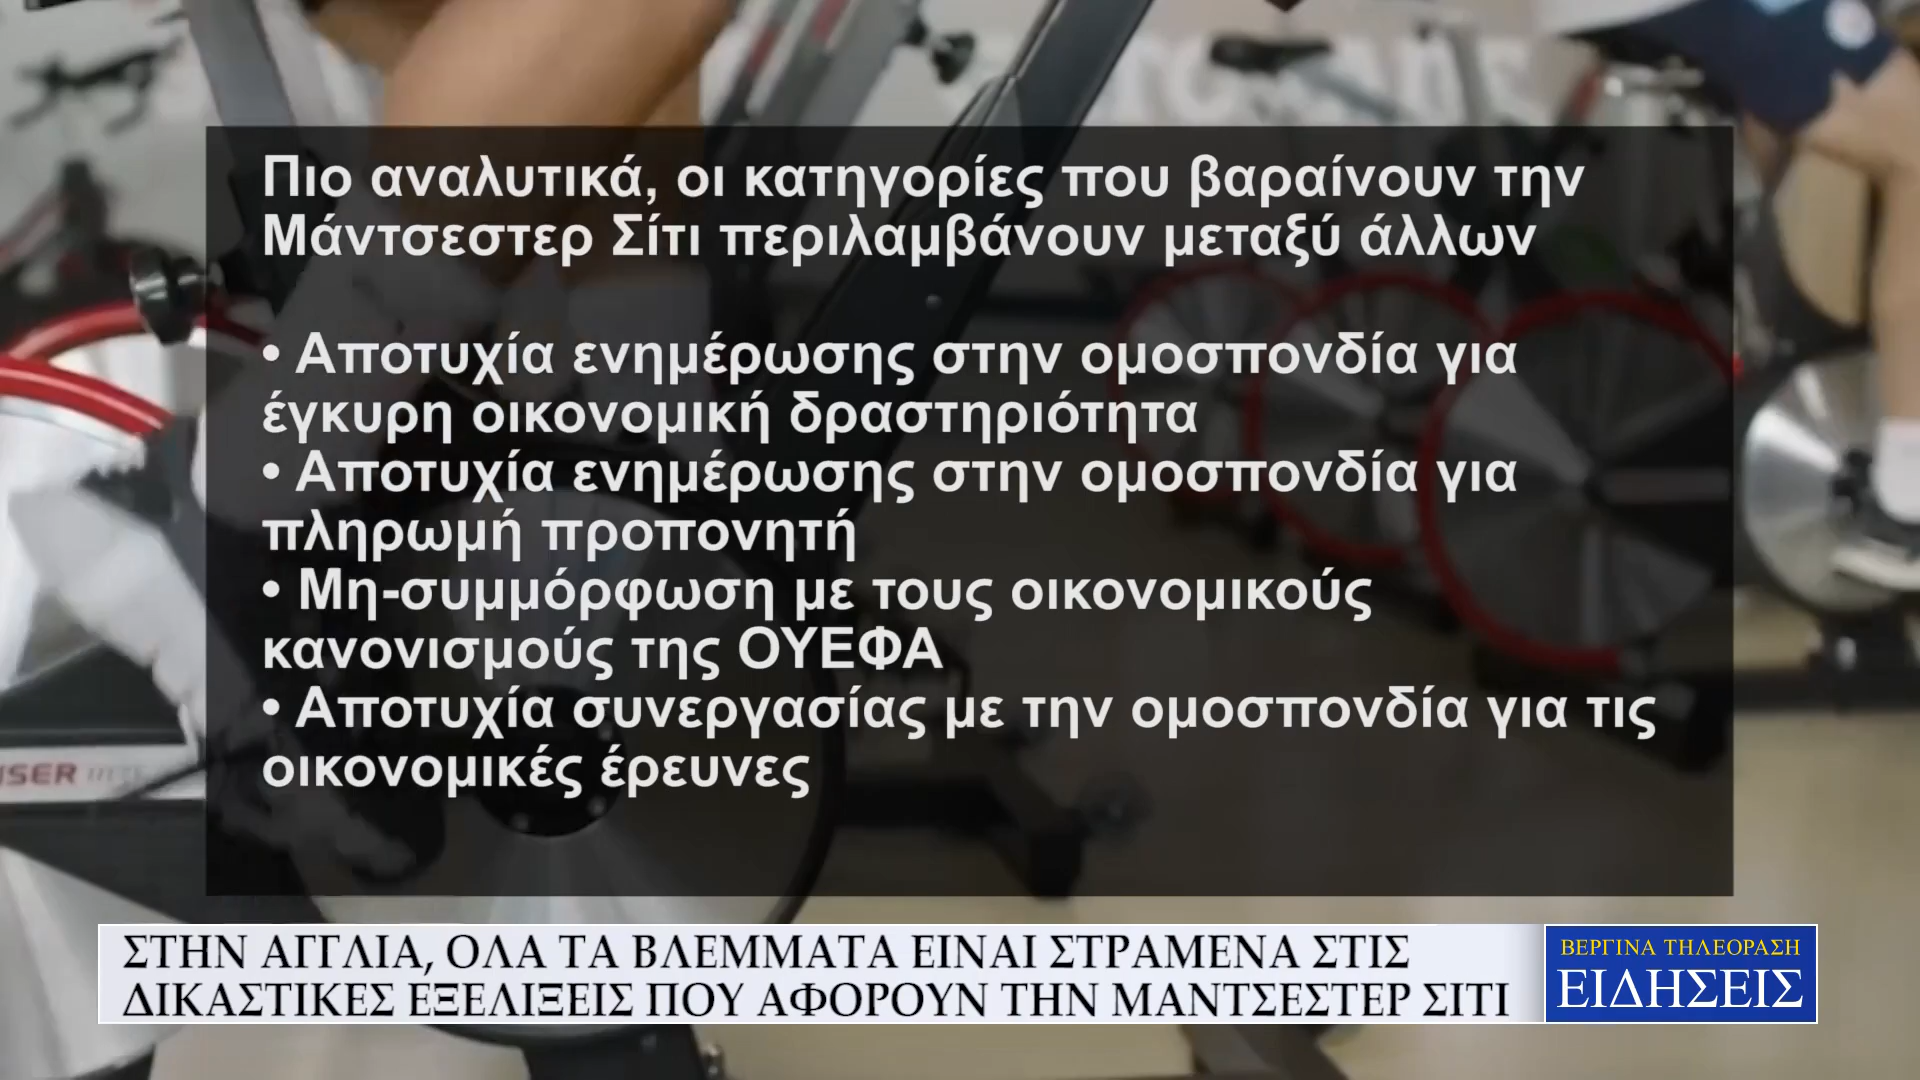 Πιο αναλυτικά, οι κατηγορίες που βαραίνουν την
Μάντσεστερ Σίτι περιλαμβάνουν μεταξύ άλλων
• Αποτυχία ενημέρωσης στην ομοσπονδία για
έγκυρη οικονομική δραστηριότητα
• Αποτυχία ενημέρωσης στην ομοσπονδία για
πληρωμή προπονητή
• Μη-συμμόρφωση με τους οικονομικούς
κανονισμούς της ΟΥΕΦΑ
• Αποτυχία συνεργασίας με την ομοσπονδία για τις
οικονομικές έρευνες
ΣΤΗΝ ΑΓΓΛΙΑ, ΟΛΑ ΤΑ ΒΛΕΜΜΑΤΑ ΕΙΝΑΙ ΣΤΡΑΜΕΝΑ ΣΤΙΣ
ΔΙΚΑΣΤΙΚΕΣ ΕΞΕΛΙΞΕΙΣ ΠΟΥ ΑΦΟΡΟΥΝ ΤΗΝ ΜΑΝΤΣΕΣΤΕΡ ΣΙΤΙ
ΒΕΡΓΙΝΑ ΤΗΛΕΟΡΑΣΗ
ΕΙΔΗΣΕΙΣ